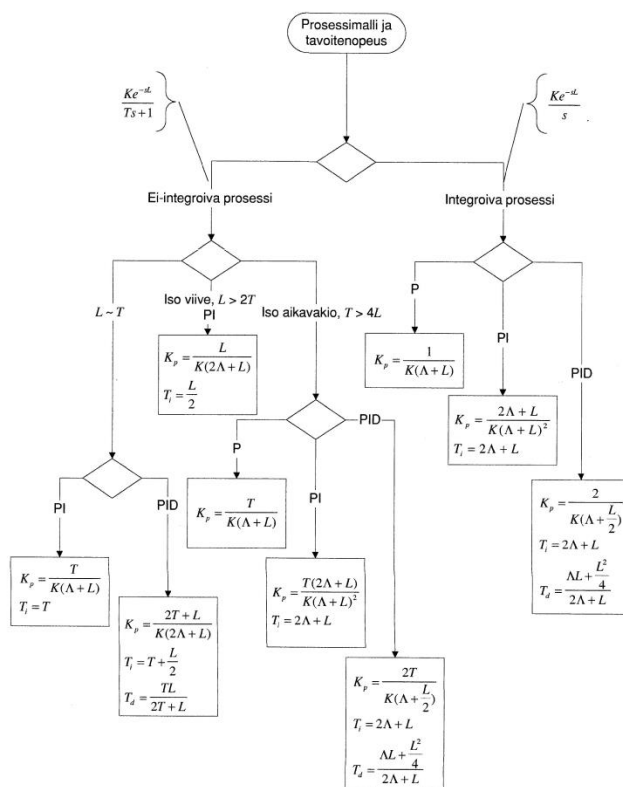 Prosessimalli ja
tavoitenopeus
Ke^{-sL} / (Ts+1)
Ke^{-sL} / s
Ei-integroiva prosessi
Integroiva prosessi
L ~ T
Iso viive, L > 2T
PI
K_p = L / (K(2Λ+L))
T_i = L/2
Iso aikavakio, T > 4L
P
K_p = 1 / (K(Λ+L))
PI
K_p = (2Λ+L) / (K(Λ+L)^2)
T_i = 2Λ+L
PID
K_p = 2 / (K(Λ+L/2))
T_i = 2Λ+L
T_d = (ΛL + L^2/4) / (2Λ+L)
PI
K_p = T / (K(Λ+L))
T_i = T
PID
K_p = (2T+L) / (K(2Λ+L))
T_i = T + L/2
T_d = TL / (2T+L)
P
K_p = T / (K(Λ+L))
PI
K_p = T(2Λ+L) / (K(Λ+L)^2)
T_i = 2Λ+L
PID
K_p = 2T / (K(Λ+L/2))
T_i = 2Λ+L
T_d = (ΛL + L^2/4) / (2Λ+L)